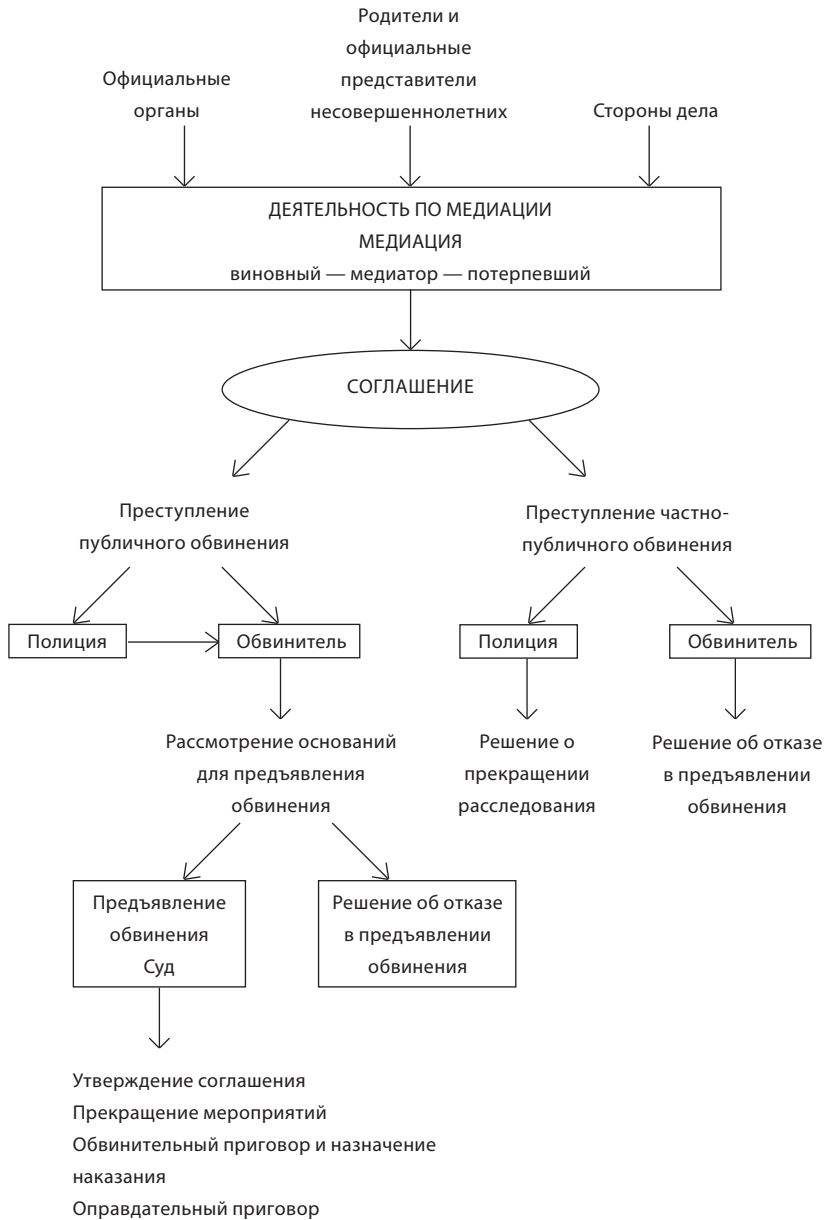 Родители и
официальные
представители
несовершеннолетних
Официальные
органы
Стороны дела
ДЕЯТЕЛЬНОСТЬ ПО МЕДИАЦИИ
МЕДИАЦИЯ
виновный — медиатор — потерпевший
СОГЛАШЕНИЕ
Преступление
публичного обвинения
Преступление частно-
публичного обвинения
Полиция
Обвинитель
Полиция
Обвинитель
Рассмотрение оснований
для предъявления
обвинения
Решение о
прекращении
расследования
Решение об отказе
в предъявлении
обвинения
Предъявление
обвинения
Суд
Решение об отказе
в предъявлении
обвинения
Утверждение соглашения
Прекращение мероприятий
Обвинительный приговор и назначение
наказания
Оправдательный приговор